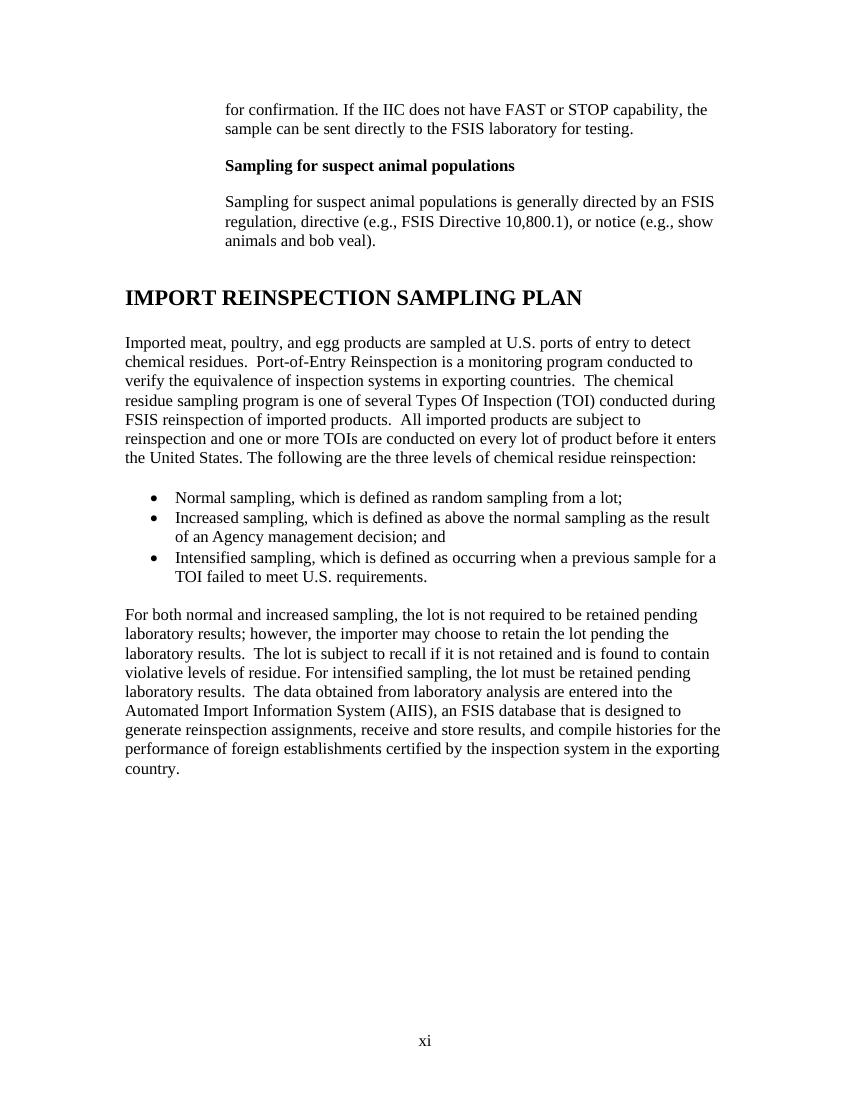 for confirmation. If the IIC does not have FAST or STOP capability, the
sample can be sent directly to the FSIS laboratory for testing.
Sampling for suspect animal populations
Sampling for suspect animal populations is generally directed by an FSIS
regulation, directive (e.g., FSIS Directive 10,800.1), or notice (e.g., show
animals and bob veal).
IMPORT REINSPECTION SAMPLING PLAN
Imported meat, poultry, and egg products are sampled at U.S. ports of entry to detect
chemical residues.  Port-of-Entry Reinspection is a monitoring program conducted to
verify the equivalence of inspection systems in exporting countries.  The chemical
residue sampling program is one of several Types Of Inspection (TOI) conducted during
FSIS reinspection of imported products.  All imported products are subject to
reinspection and one or more TOIs are conducted on every lot of product before it enters
the United States. The following are the three levels of chemical residue reinspection:
• Normal sampling, which is defined as random sampling from a lot;
• Increased sampling, which is defined as above the normal sampling as the result
of an Agency management decision; and
• Intensified sampling, which is defined as occurring when a previous sample for a
TOI failed to meet U.S. requirements.
For both normal and increased sampling, the lot is not required to be retained pending
laboratory results; however, the importer may choose to retain the lot pending the
laboratory results.  The lot is subject to recall if it is not retained and is found to contain
violative levels of residue. For intensified sampling, the lot must be retained pending
laboratory results.  The data obtained from laboratory analysis are entered into the
Automated Import Information System (AIIS), an FSIS database that is designed to
generate reinspection assignments, receive and store results, and compile histories for the
performance of foreign establishments certified by the inspection system in the exporting
country.
xi